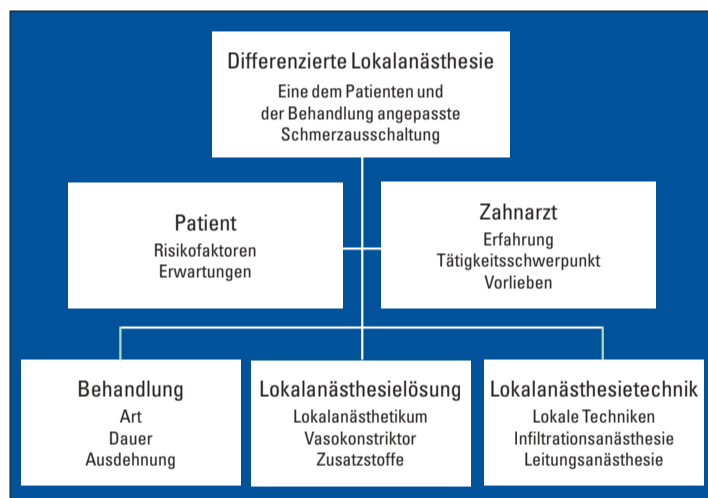 Differenzierte Lokalanästhesie
Eine dem Patienten und
der Behandlung angepasste
Schmerzausschaltung
Patient
Risikofaktoren
Erwartungen
Zahnarzt
Erfahrung
Tätigkeitsschwerpunkt
Vorlieben
Behandlung
Art
Dauer
Ausdehnung
Lokalanästhesielösung
Lokalanästhetikum
Vasokonstriktor
Zusatzstoffe
Lokalanästhesietechnik
Lokale Techniken
Infiltrationsanästhesie
Leitungsanästhesie